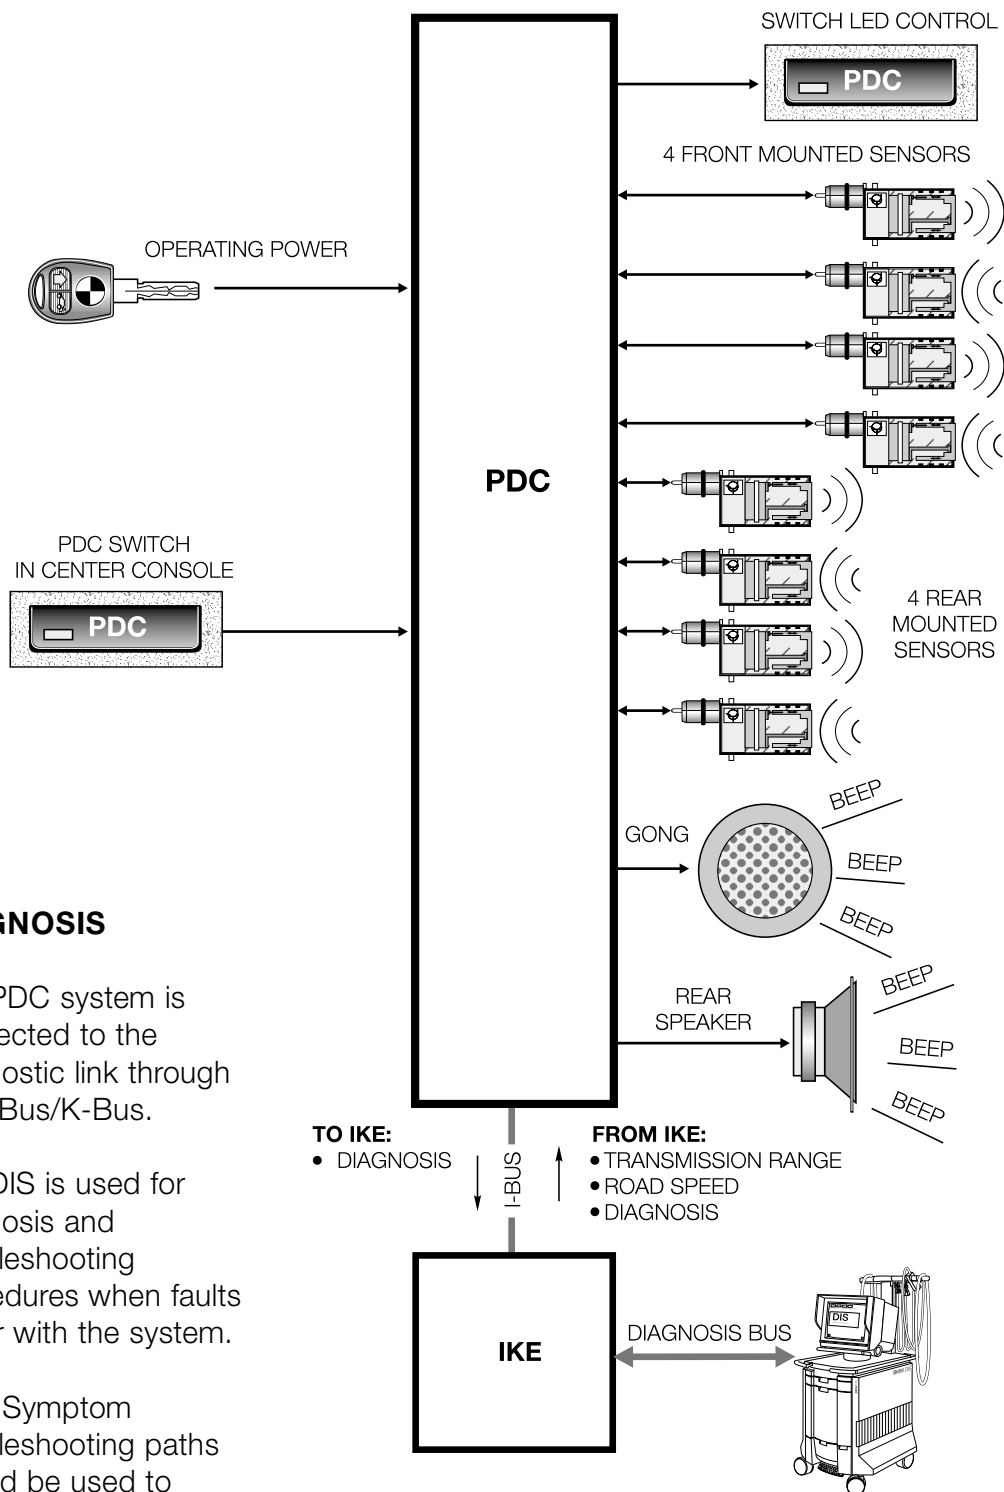 SWITCH LED CONTROL
PDC
4 FRONT MOUNTED SENSORS
OPERATING POWER
PDC
PDC SWITCH
IN CENTER CONSOLE
PDC
4 REAR
MOUNTED
SENSORS
GONG
BEEP
BEEP
BEEP
REAR
SPEAKER
BEEP
BEEP
BEEP
GNOSIS
PDC system is
ected to the
ostic link through
Bus/K-Bus.
DIS is used for
osis and
leshooting
edures when faults
r with the system.
Symptom
leshooting paths
d be used to
TO IKE:
• DIAGNOSIS
I-BUS
FROM IKE:
• TRANSMISSION RANGE
• ROAD SPEED
• DIAGNOSIS
IKE
DIAGNOSIS BUS
DIS